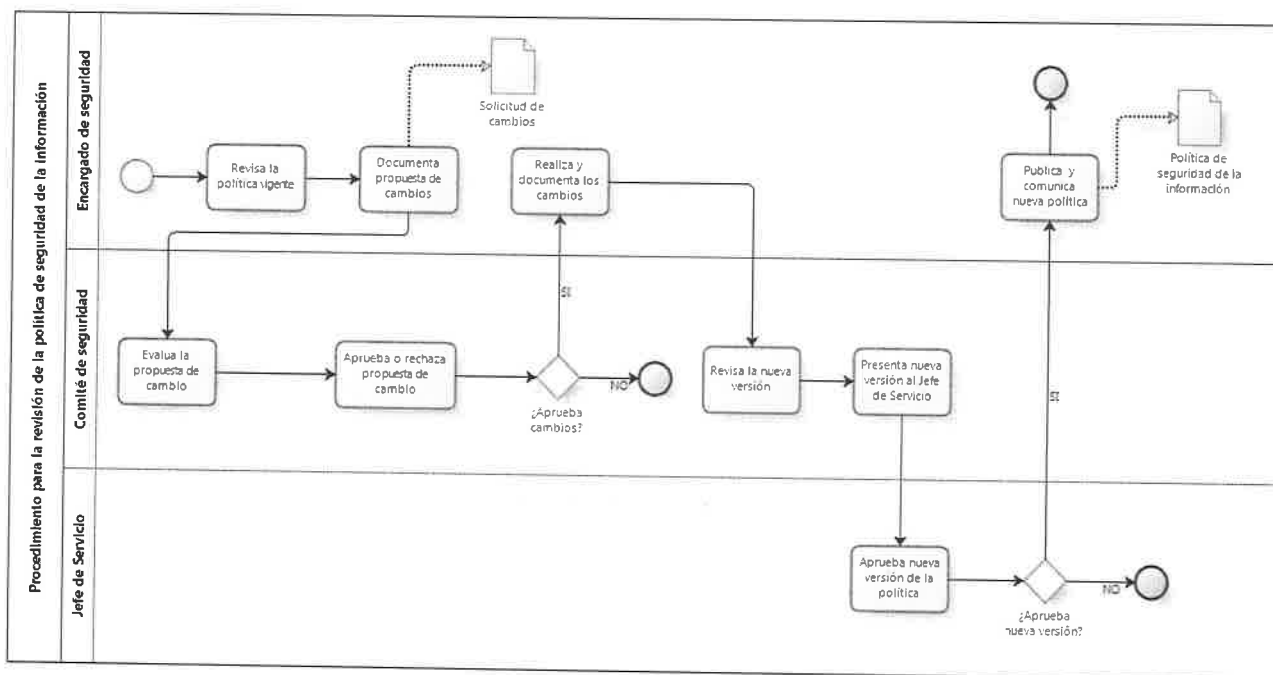 Procedimiento para la revisión de la política de seguridad de la información
Encargado de seguridad
Solicitud de
cambios
Revisa la
política vigente
Documenta
propuesta de
cambios
Realiza y
documenta los
cambios
Publica y
comunica
nueva política
Política de
seguridad de la
información
Comité de seguridad
Evalua la
propuesta de
cambio
Aprueba o rechaza
propuesta de
cambio
SI
NO
¿Aprueba
cambios?
Revisa la nueva
versión
Presenta nueva
versión al Jefe
de Servicio
SI
Jefe de Servicio
Aprueba nueva
versión de la
política
NO
¿Aprueba
nueva versión?